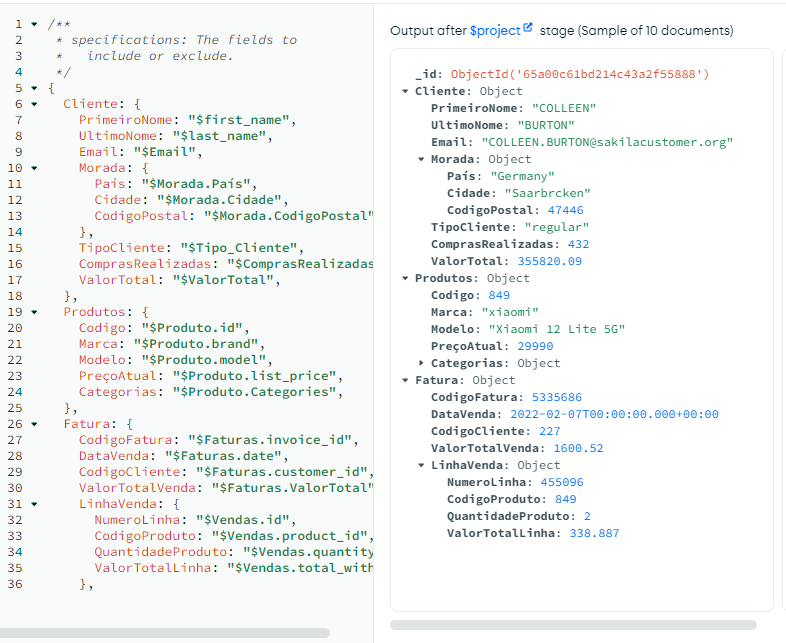 1 /**
2 * specifications: The fields to
3 *   include or exclude.
4 */
5 {
6 Cliente: {
7 PrimeiroNome: "$first_name",
8 UltimoNome: "$last_name",
9 Email: "$Email",
10 Morada: {
11 País: "$Morada.País",
12 Cidade: "$Morada.Cidade",
13 CodigoPostal: "$Morada.CodigoPostal"
14 },
15 TipoCliente: "$Tipo_Cliente",
16 ComprasRealizadas: "$ComprasRealizadas
17 ValorTotal: "$ValorTotal",
18 },
19 Produtos: {
20 Codigo: "$Produto.id",
21 Marca: "$Produto.brand",
22 Modelo: "$Produto.model",
23 PreçoAtual: "$Produto.list_price",
24 Categorias: "$Produto.Categories",
25 },
26 Fatura: {
27 CodigoFatura: "$Faturas.invoice_id",
28 DataVenda: "$Faturas.date",
29 CodigoCliente: "$Faturas.customer_id",
30 ValorTotalVenda: "$Faturas.ValorTotal"
31 LinhaVenda: {
32 NumeroLinha: "$Vendas.id",
33 CodigoProduto: "$Vendas.product_id",
34 QuantidadeProduto: "$Vendas.quantity
35 ValorTotalLinha: "$Vendas.total_with
36 },
Output after $project stage (Sample of 10 documents)
_id: ObjectId('65a00c61bd214c43a2f55888')
Cliente: Object
PrimeiroNome: "COLLEEN"
UltimoNome: "BURTON"
Email: "COLLEEN.BURTON@sakilacustomer.org"
Morada: Object
País: "Germany"
Cidade: "Saarbrcken"
CodigoPostal: 47446
TipoCliente: "regular"
ComprasRealizadas: 432
ValorTotal: 355820.09
Produtos: Object
Codigo: 849
Marca: "xiaomi"
Modelo: "Xiaomi 12 Lite 5G"
PreçoAtual: 29990
Categorias: Object
Fatura: Object
CodigoFatura: 5335686
DataVenda: 2022-02-07T00:00:00.000+00:00
CodigoCliente: 227
ValorTotalVenda: 1600.52
LinhaVenda: Object
NumeroLinha: 455096
CodigoProduto: 849
QuantidadeProduto: 2
ValorTotalLinha: 338.887